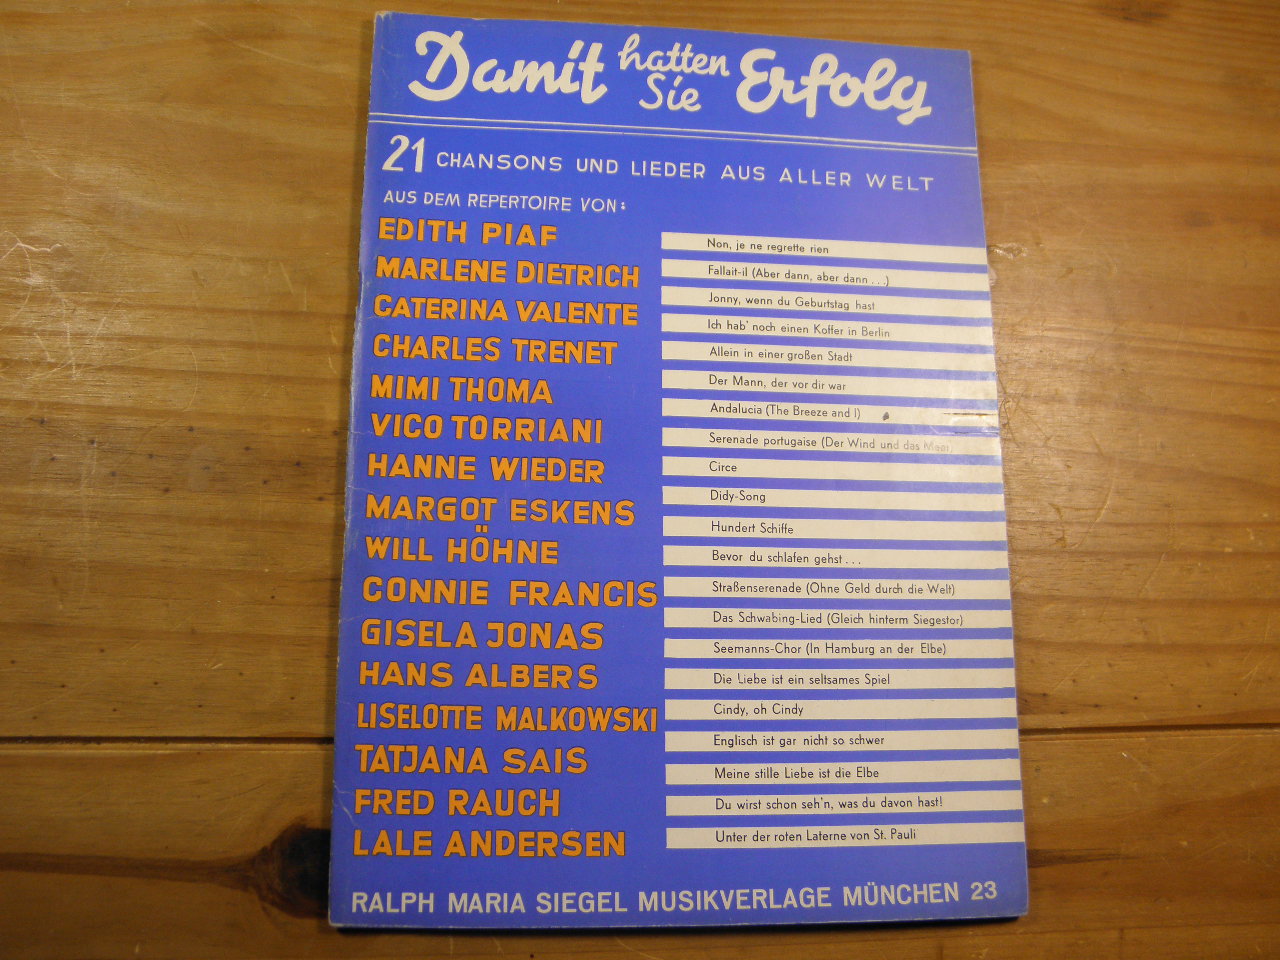 Damit hatten Sie Erfolg
21 CHANSONS UND LIEDER AUS ALLER WELT
AUS DEM REPERTOIRE VON:
EDITH PIAF
MARLENE DIETRICH
CATERINA VALENTE
CHARLES TRENET
MIMI THOMA
VICO TORRIANI
HANNE WIEDER
MARGOT ESKENS
WILL HÖHNE
CONNIE FRANCIS
GISELA JONAS
HANS ALBERS
LISELOTTE MALKOWSKI
TATJANA SAIS
FRED RAUCH
LALE ANDERSEN
Non, je ne regrette rien
Fallait-il (Aber dann, aber dann . . .)
Jonny, wenn du Geburtstag hast
Ich hab' noch einen Koffer in Berlin
Allein in einer großen Stadt
Der Mann, der vor dir war
Andalucia (The Breeze and I)
Serenade portugaise (Der Wind und das Meer)
Circe
Didy-Song
Hundert Schiffe
Bevor du schlafen gehst . . .
Straßenserenade (Ohne Geld durch die Welt)
Das Schwabing-Lied (Gleich hinterm Siegestor)
Seemanns-Chor (In Hamburg an der Elbe)
Die Liebe ist ein seltsames Spiel
Cindy, oh Cindy
Englisch ist gar nicht so schwer
Meine stille Liebe ist die Elbe
Du wirst schon seh'n, was du davon hast!
Unter der roten Laterne von St. Pauli
RALPH MARIA SIEGEL MUSIKVERLAGE MÜNCHEN 23